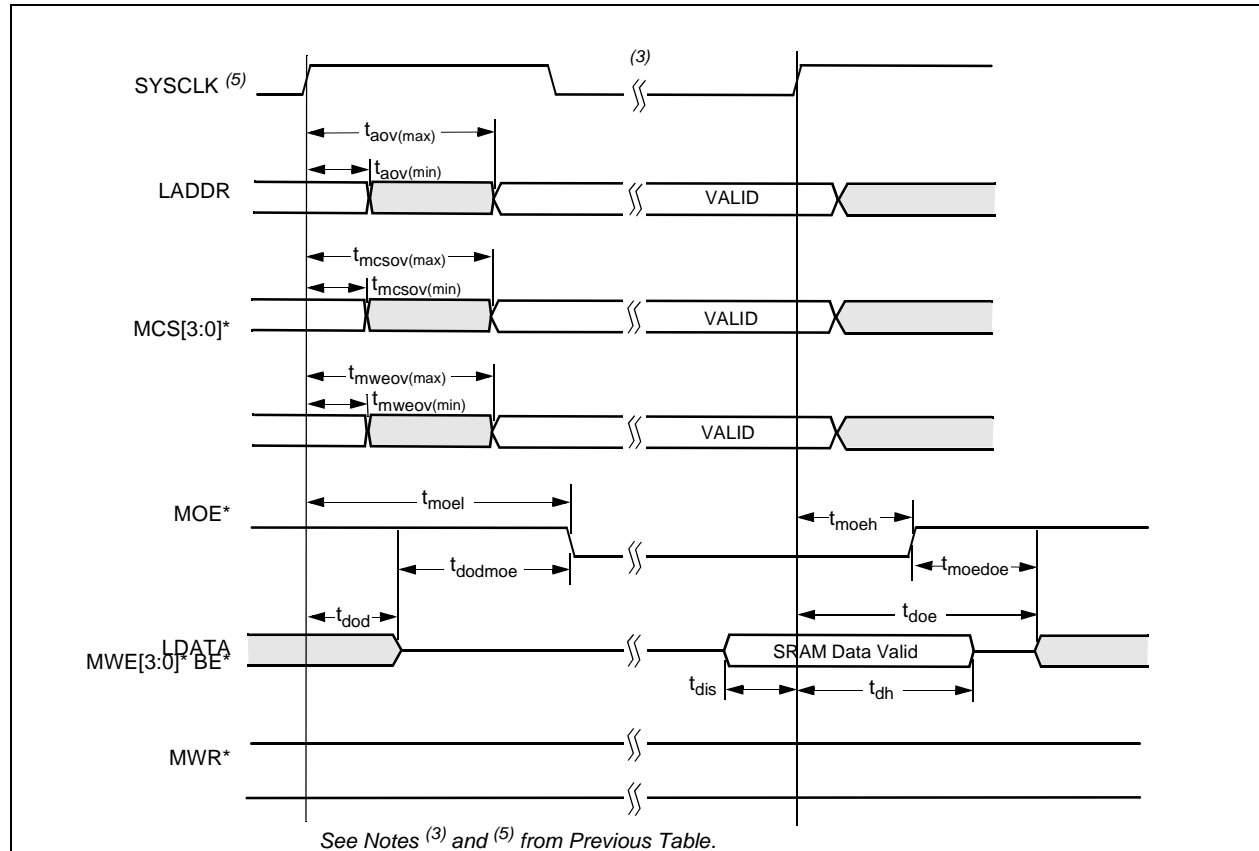 (3)
SYSCLK (5)
taov(max)
taov(min)
LADDR
VALID
tmcsov(max)
tmcsov(min)
MCS[3:0]*
VALID
tmweov(max)
tmweov(min)
VALID
MOE*
tmoel
tmoeh
tdodmoe
tmoedoe
tdod
tdoe
LDATA
MWE[3:0]* BE*
SRAM Data Valid
tdis
tdh
MWR*
See Notes (3) and (5) from Previous Table.